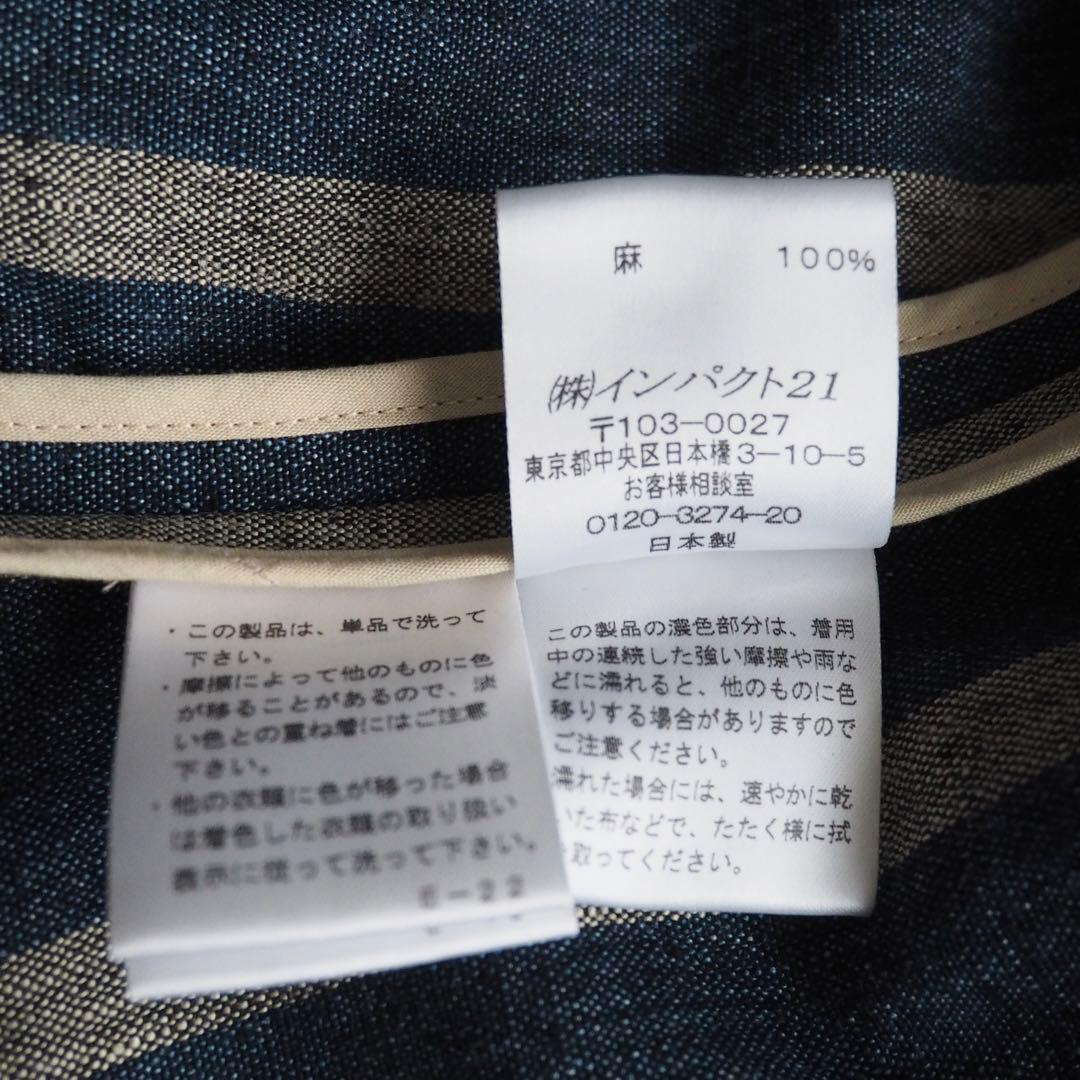 麻 100%
(株)インパクト21
〒103-0027
東京都中央区日本橋3-10-5
お客様相談室
0120-3274-20
日本製
・この製品は、単品で洗って
下さい。
・摩擦によって他のものに色
が移ることがあるので、淡
い色との重ね着にはご注意
下さい。
・他の衣類に色が移った場合
は着色した衣類の取り扱い
表示に従って洗って下さい。
E-22
この製品の濃色部分は、着用
中の連続した強い摩擦や雨な
どに濡れると、他のものに色
移りする場合がありますので
ご注意ください。
濡れた場合には、速やかに乾
いた布などで、たたく様に拭
取ってください。